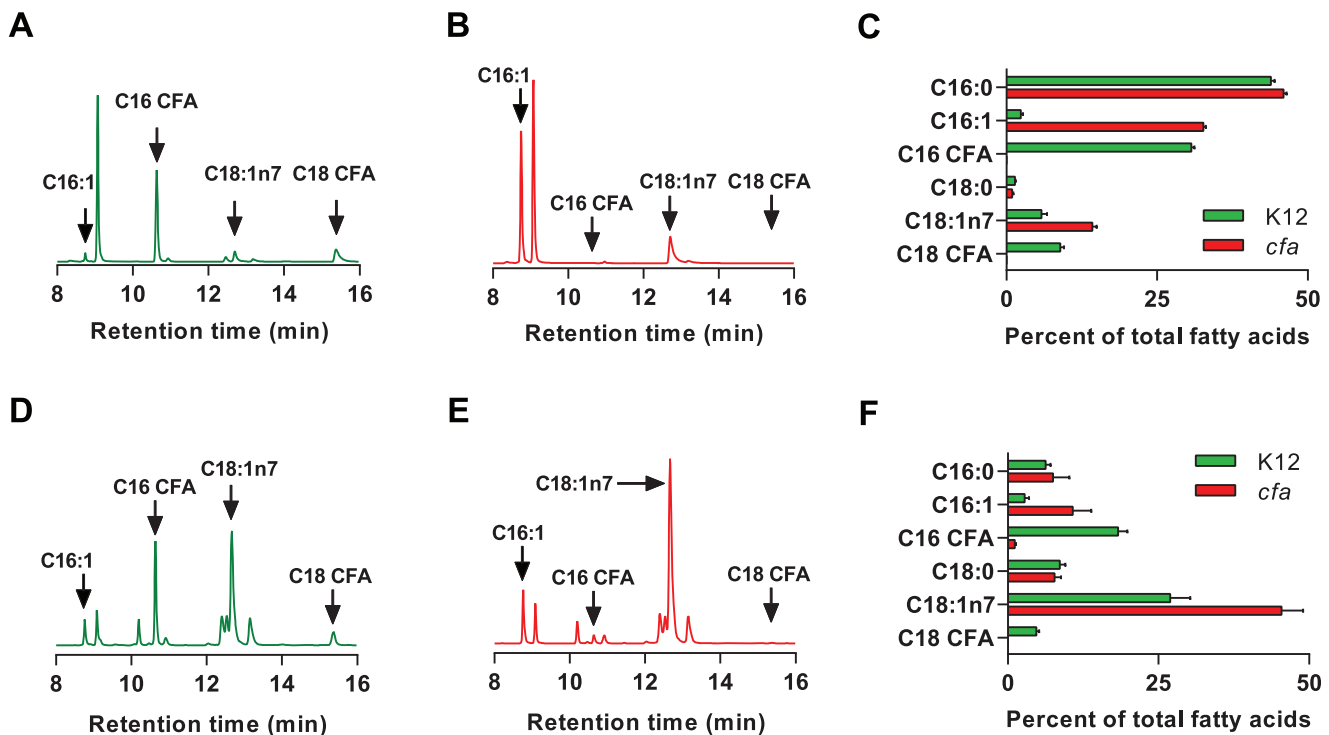 A
C16:1
C16 CFA
C18:1n7
C18 CFA
8 10 12 14 16
Retention time (min)
B
C16:1
C16 CFA
C18:1n7
C18 CFA
8 10 12 14 16
Retention time (min)
C
C16:0
C16:1
C16 CFA
C18:0
C18:1n7
C18 CFA
K12
cfa
0 25 50
Percent of total fatty acids
D
C16:1
C16 CFA
C18:1n7
C18 CFA
8 10 12 14 16
Retention time (min)
E
C18:1n7
C16:1
C16 CFA
C18 CFA
8 10 12 14 16
Retention time (min)
F
C16:0
C16:1
C16 CFA
C18:0
C18:1n7
C18 CFA
K12
cfa
0 25 50
Percent of total fatty acids